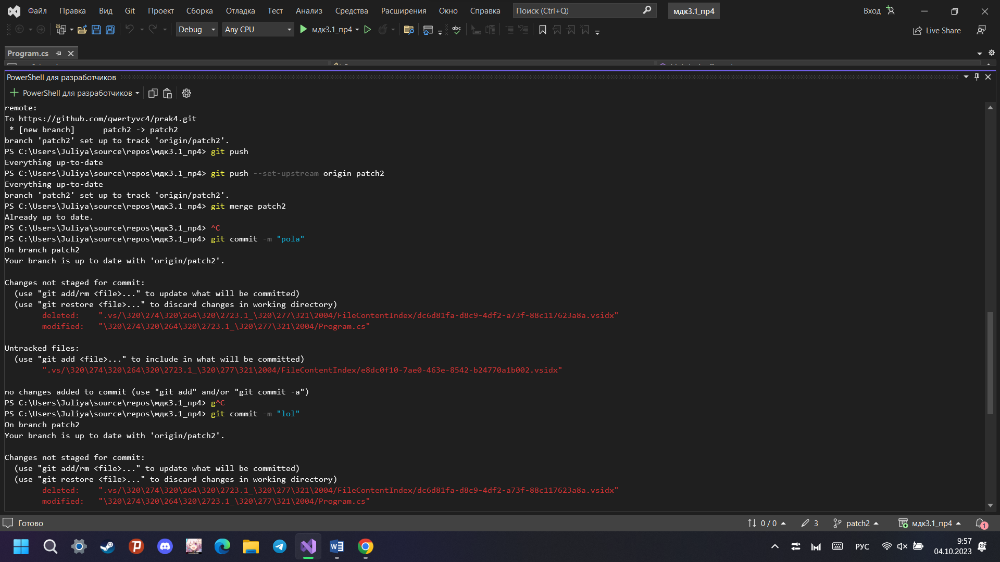 Файл Правка Вид Git Проект Сборка Отладка Тест Анализ Средства Расширения Окно Справка Поиск (Ctrl+Q) мдк3.1_пр4 Вход
Debug Any CPU мдк3.1_пр4 Live Share
Program.cs
PowerShell для разработчиков
PowerShell для разработчиков
remote:
To https://github.com/qwertyvc4/prak4.git
* [new branch]      patch2 -> patch2
branch 'patch2' set up to track 'origin/patch2'.
PS C:\Users\Juliya\source\repos\мдк3.1_пр4> git push
Everything up-to-date
PS C:\Users\Juliya\source\repos\мдк3.1_пр4> git push --set-upstream origin patch2
Everything up-to-date
branch 'patch2' set up to track 'origin/patch2'.
PS C:\Users\Juliya\source\repos\мдк3.1_пр4> git merge patch2
Already up to date.
PS C:\Users\Juliya\source\repos\мдк3.1_пр4> ^C
PS C:\Users\Juliya\source\repos\мдк3.1_пр4> git commit -m "pola"
On branch patch2
Your branch is up to date with 'origin/patch2'.
Changes not staged for commit:
(use "git add/rm <file>..." to update what will be committed)
(use "git restore <file>..." to discard changes in working directory)
deleted:    ".vs/\320\274\320\264\320\2723.1_\320\277\321\2004/FileContentIndex/dc6d81fa-d8c9-4df2-a73f-88c117623a8a.vsidx"
modified:   "\320\274\320\264\320\2723.1_\320\277\321\2004/Program.cs"
Untracked files:
(use "git add <file>..." to include in what will be committed)
".vs/\320\274\320\264\320\2723.1_\320\277\321\2004/FileContentIndex/e8dc0f10-7ae0-463e-8542-b24770a1b002.vsidx"
no changes added to commit (use "git add" and/or "git commit -a")
PS C:\Users\Juliya\source\repos\мдк3.1_пр4> g^C
PS C:\Users\Juliya\source\repos\мдк3.1_пр4> git commit -m "lol"
On branch patch2
Your branch is up to date with 'origin/patch2'.
Changes not staged for commit:
(use "git add/rm <file>..." to update what will be committed)
(use "git restore <file>..." to discard changes in working directory)
deleted:    ".vs/\320\274\320\264\320\2723.1_\320\277\321\2004/FileContentIndex/dc6d81fa-d8c9-4df2-a73f-88c117623a8a.vsidx"
modified:   "\320\274\320\264\320\2723.1_\320\277\321\2004/Program.cs"
Готово 0 / 0 3 patch2 мдк3.1_пр4 1
РУС 9:57
04.10.2023